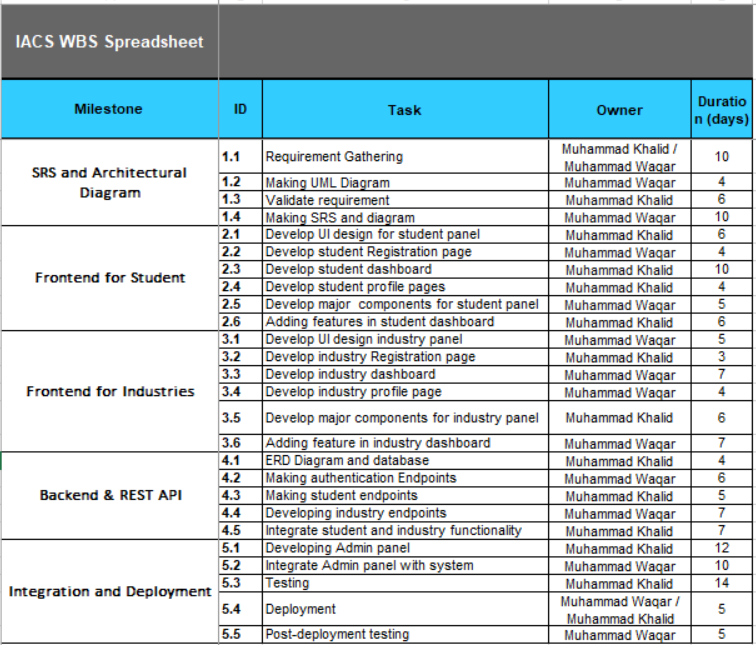 IACS WBS Spreadsheet
Milestone ID Task Owner Duratio
n (days)
SRS and Architectural
Diagram
1.1 Requirement Gathering Muhammad Khalid /
Muhammad Waqar 10
1.2 Making UML Diagram Muhammad Waqar 4
1.3 Validate requirement Muhammad Khalid 6
1.4 Making SRS and diagram Muhammad Waqar 10
Frontend for Student
2.1 Develop UI design for student panel Muhammad Khalid 6
2.2 Develop student Registration page Muhammad Waqar 4
2.3 Develop student dashboard Muhammad Khalid 10
2.4 Develop student profile pages Muhammad Khalid 4
2.5 Develop major components for student panel Muhammad Waqar 5
2.6 Adding features in student dashboard Muhammad Khalid 6
Frontend for Industries
3.1 Develop UI design industry panel Muhammad Waqar 5
3.2 Develop industry Registration page Muhammad Khalid 3
3.3 Develop industry dashboard Muhammad Waqar 7
3.4 Develop industry profile page Muhammad Waqar 4
3.5 Develop major components for industry panel Muhammad Khalid 6
3.6 Adding feature in industry dashboard Muhammad Waqar 7
Backend & REST API
4.1 ERD Diagram and database Muhammad Khalid 4
4.2 Making authentication Endpoints Muhammad Waqar 6
4.3 Making student endpoints Muhammad Khalid 5
4.4 Developing industry endpoints Muhammad Waqar 7
4.5 Integrate student and industry functionality Muhammad Khalid 7
Integration and Deployment
5.1 Developing Admin panel Muhammad Khalid 12
5.2 Integrate Admin panel with system Muhammad Waqar 10
5.3 Testing Muhammad Khalid 14
5.4 Deployment Muhammad Waqar /
Muhammad Khalid 5
5.5 Post-deployment testing Muhammad Waqar 5